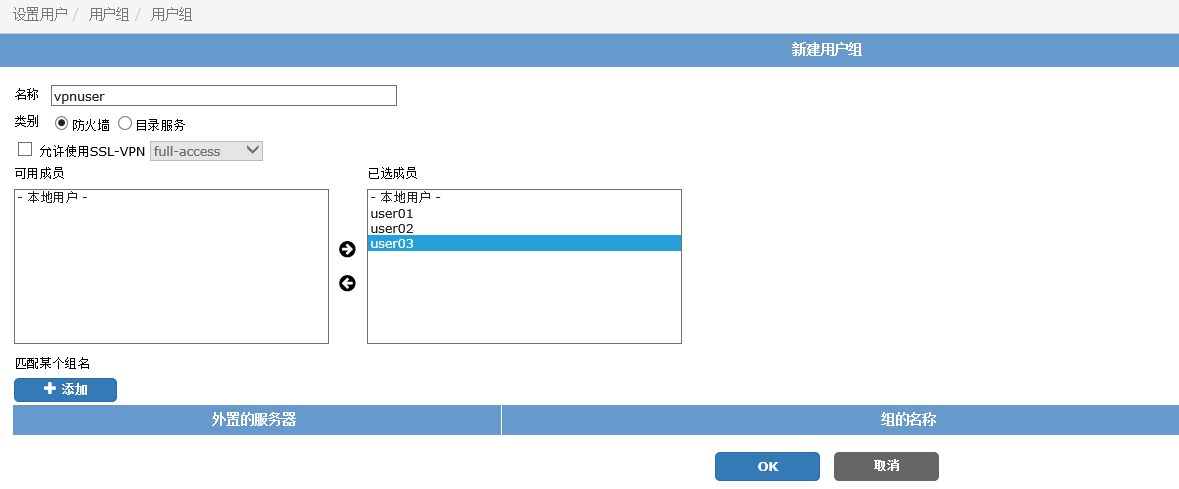 设置用户 / 用户组 / 用户组
新建用户组
名称 vpnuser
类别 防火墙 目录服务
允许使用SSL-VPN full-access
可用成员 已选成员
- 本地用户 - - 本地用户 -
user01
user02
user03
匹配某个组名
添加
外置的服务器 组的名称
OK 取消